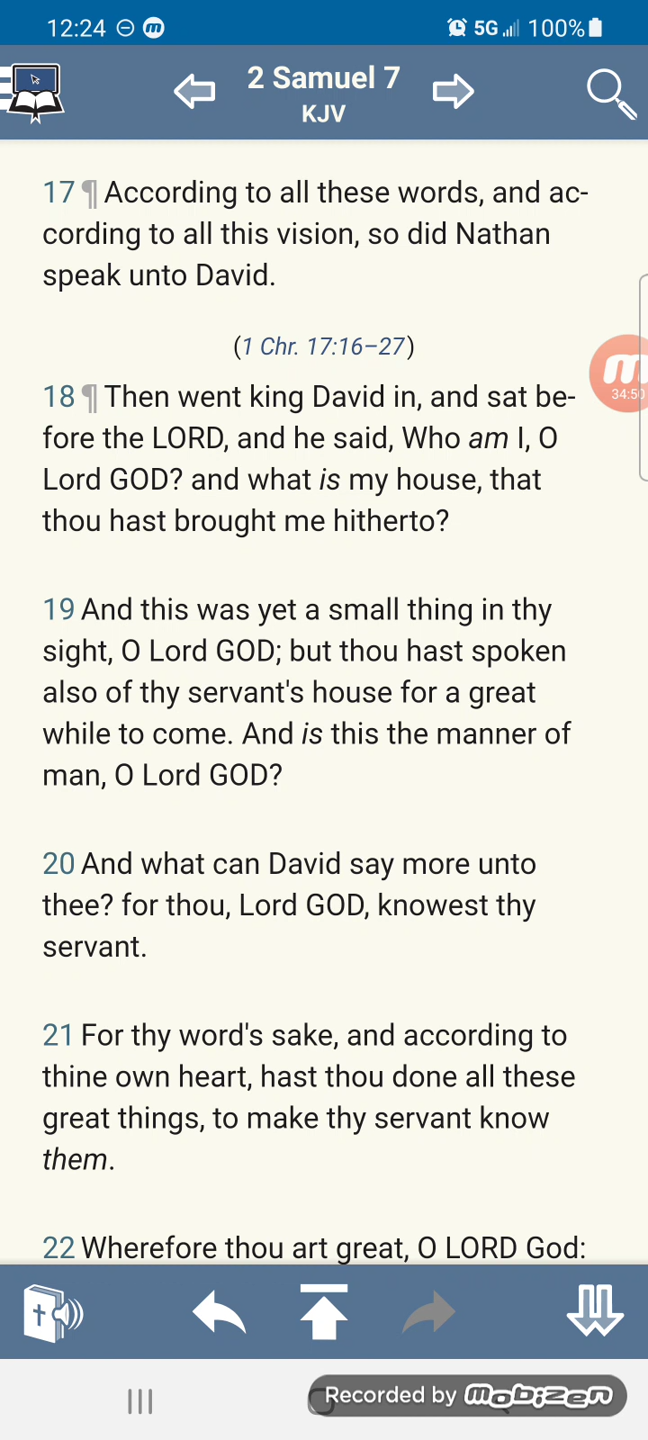 12:24
5G 100%
2 Samuel 7
KJV
17 ¶ According to all these words, and ac-
cording to all this vision, so did Nathan
speak unto David.
(1 Chr. 17:16–27)
34:50
18 ¶ Then went king David in, and sat be-
fore the LORD, and he said, Who am I, O
Lord GOD? and what is my house, that
thou hast brought me hitherto?
19 And this was yet a small thing in thy
sight, O Lord GOD; but thou hast spoken
also of thy servant's house for a great
while to come. And is this the manner of
man, O Lord GOD?
20 And what can David say more unto
thee? for thou, Lord GOD, knowest thy
servant.
21 For thy word's sake, and according to
thine own heart, hast thou done all these
great things, to make thy servant know
them.
22 Wherefore thou art great, O LORD God:
Recorded by mobizen